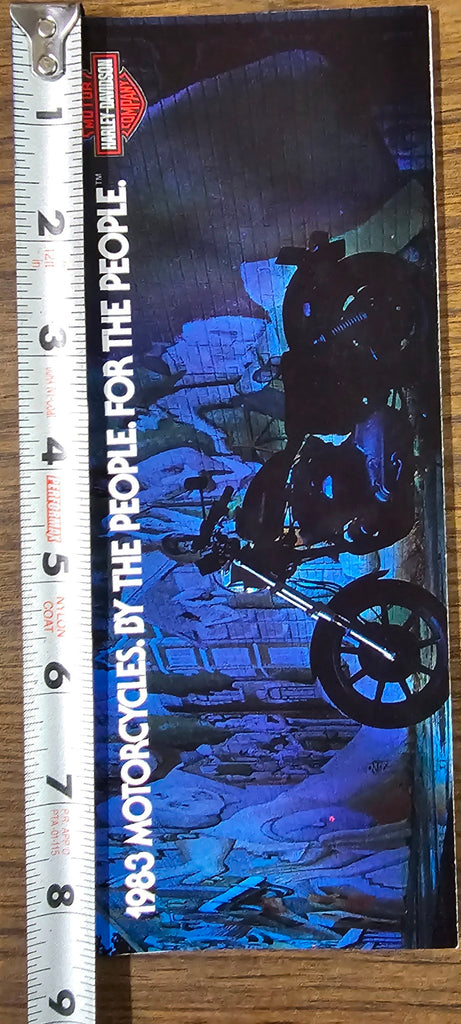 MOTOR
HARLEY-DAVIDSON
COMPANY
1983 MOTORCYCLES. BY THE PEOPLE. FOR THE PEOPLE.™
1
2
3
4
5
6
7
8
9
NYLON
COAT